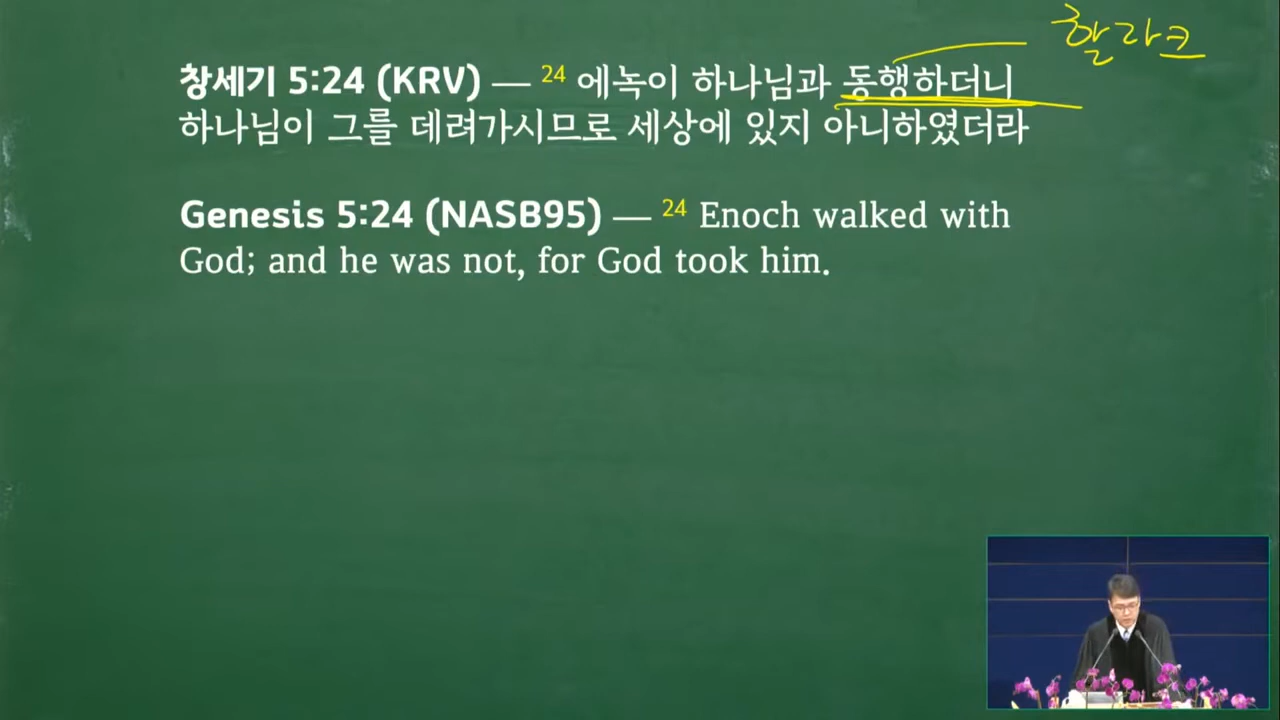 할라크
창세기 5:24 (KRV) — 24 에녹이 하나님과 동행하더니
하나님이 그를 데려가시므로 세상에 있지 아니하였더라
Genesis 5:24 (NASB95) — 24 Enoch walked with
God; and he was not, for God took him.